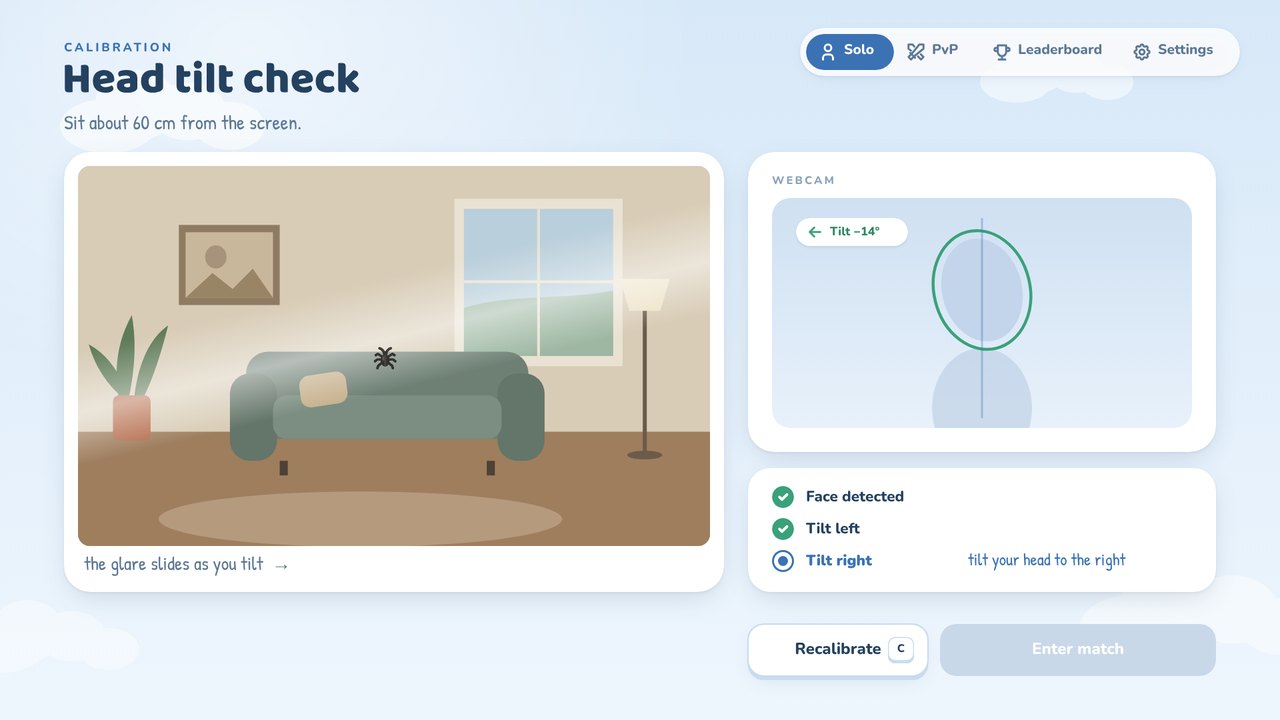 CALIBRATION
Head tilt check
Sit about 60 cm from the screen.
Solo
PvP
Leaderboard
Settings
the glare slides as you tilt →
WEBCAM
← Tilt −14°
Face detected
Tilt left
Tilt right
tilt your head to the right
Recalibrate C
Enter match